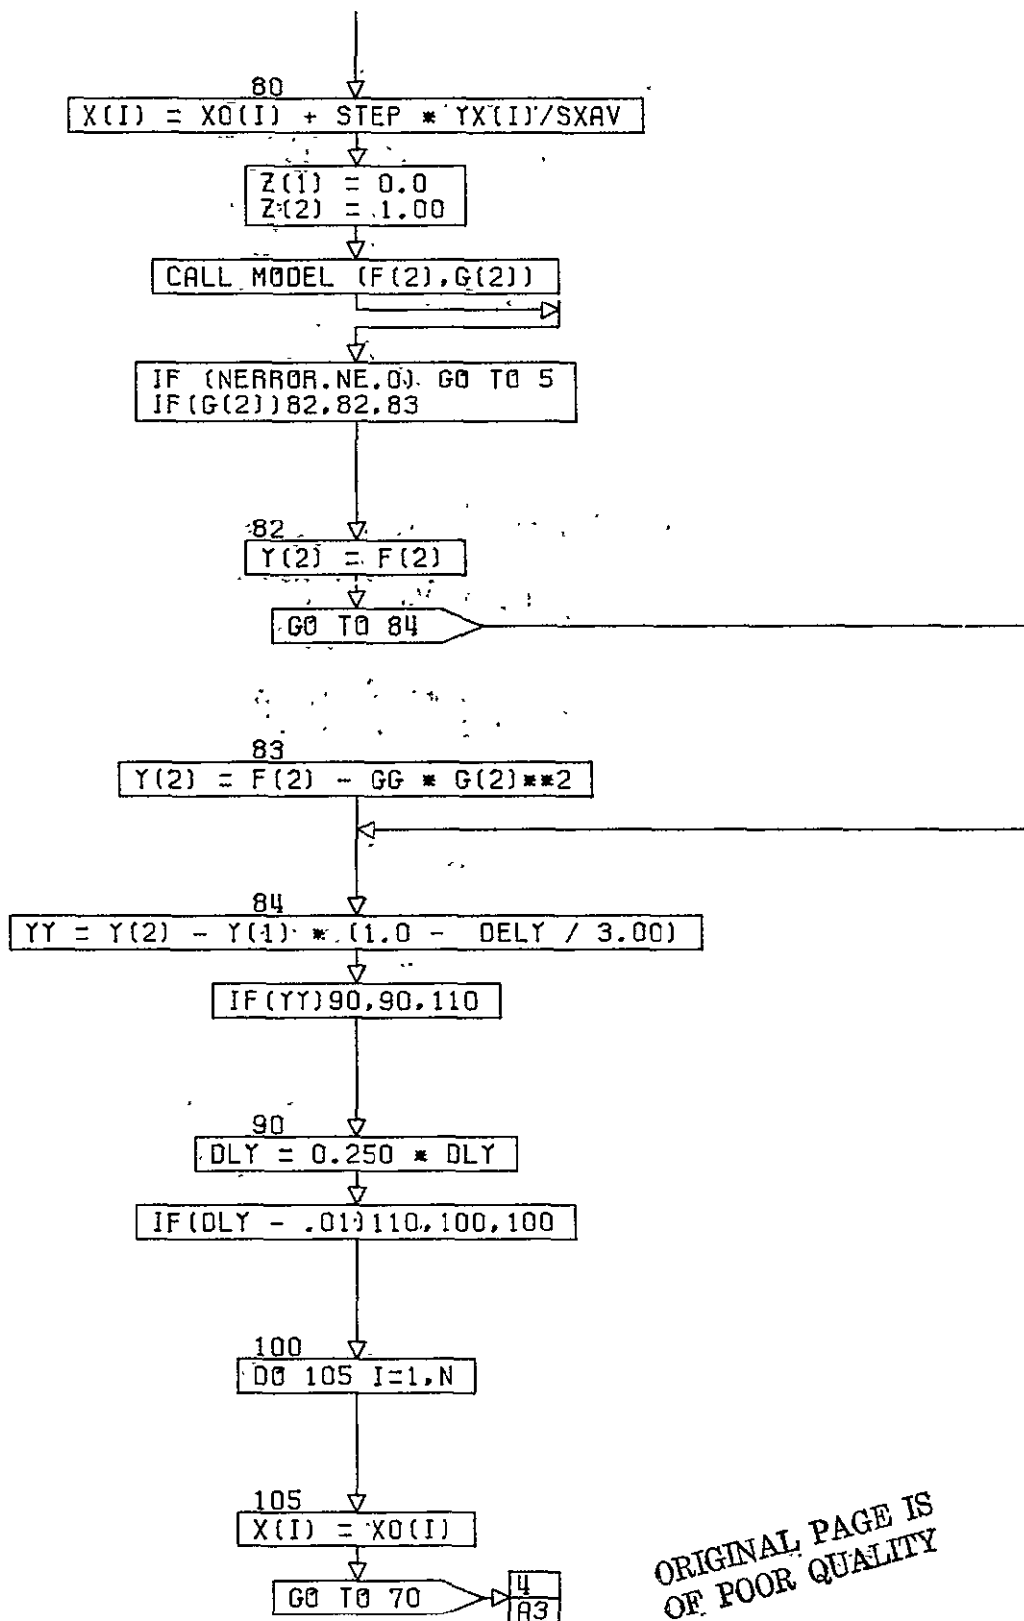 80
X(I) = XO(I) + STEP * YX(I)/SXAV
Z(1) = 0.0
Z(2) = 1.00
CALL MODEL (F(2),G(2))
IF (NERROR.NE.0) GO TO 5
IF(G(2))82,82,83
82
Y(2) = F(2)
GO TO 84
83
Y(2) = F(2) - GG * G(2)**2
84
YY = Y(2) - Y(1) * (1.0 - DELY / 3.00)
IF(YY)90,90,110
90
DLY = 0.250 * DLY
IF(DLY - .01)110,100,100
100
DO 105 I=1,N
105
X(I) = XO(I)
GO TO 70
4
A3
ORIGINAL PAGE IS
OF POOR QUALITY